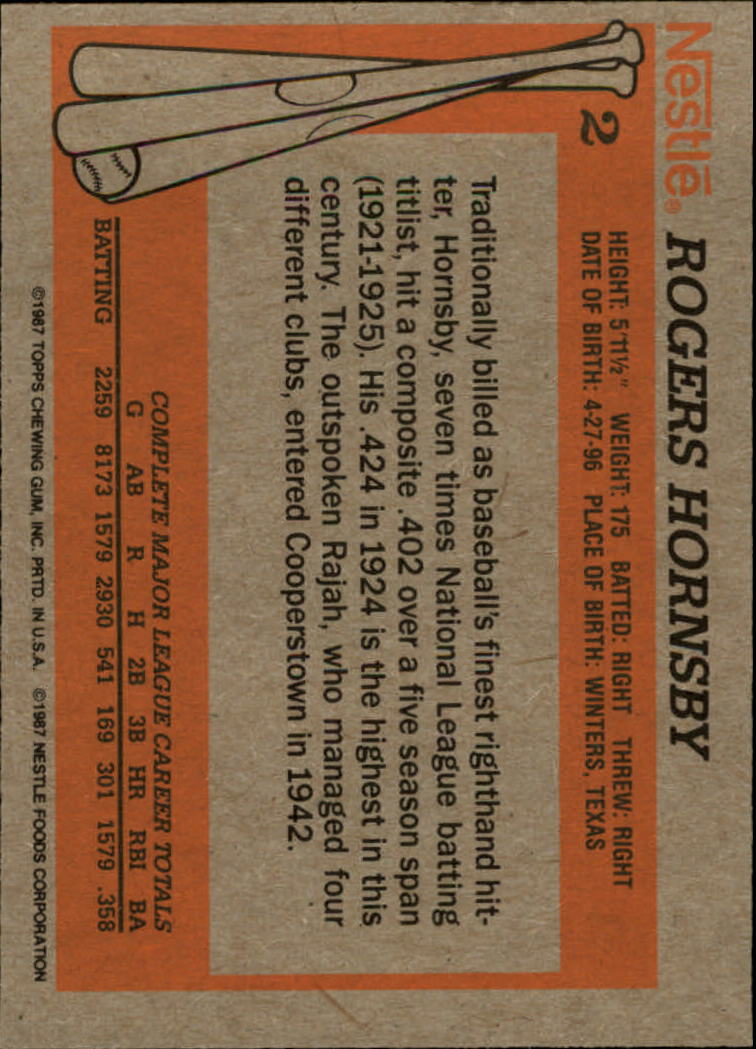 Nestlé®
ROGERS HORNSBY
2
HEIGHT: 5'11½" WEIGHT: 175 BATTED: RIGHT THREW: RIGHT
DATE OF BIRTH: 4-27-96 PLACE OF BIRTH: WINTERS, TEXAS
Traditionally billed as baseball's finest righthand hit-
ter, Hornsby, seven times National League batting
titlist, hit a composite .402 over a five season span
(1921-1925). His .424 in 1924 is the highest in this
century. The outspoken Rajah, who managed four
different clubs, entered Cooperstown in 1942.
COMPLETE MAJOR LEAGUE CAREER TOTALS
G AB R H 2B 3B HR RBI BA
BATTING 2259 8173 1579 2930 541 169 301 1579 .358
©1987 TOPPS CHEWING GUM, INC. PRTD. IN U.S.A. ©1987 NESTLE FOODS CORPORATION